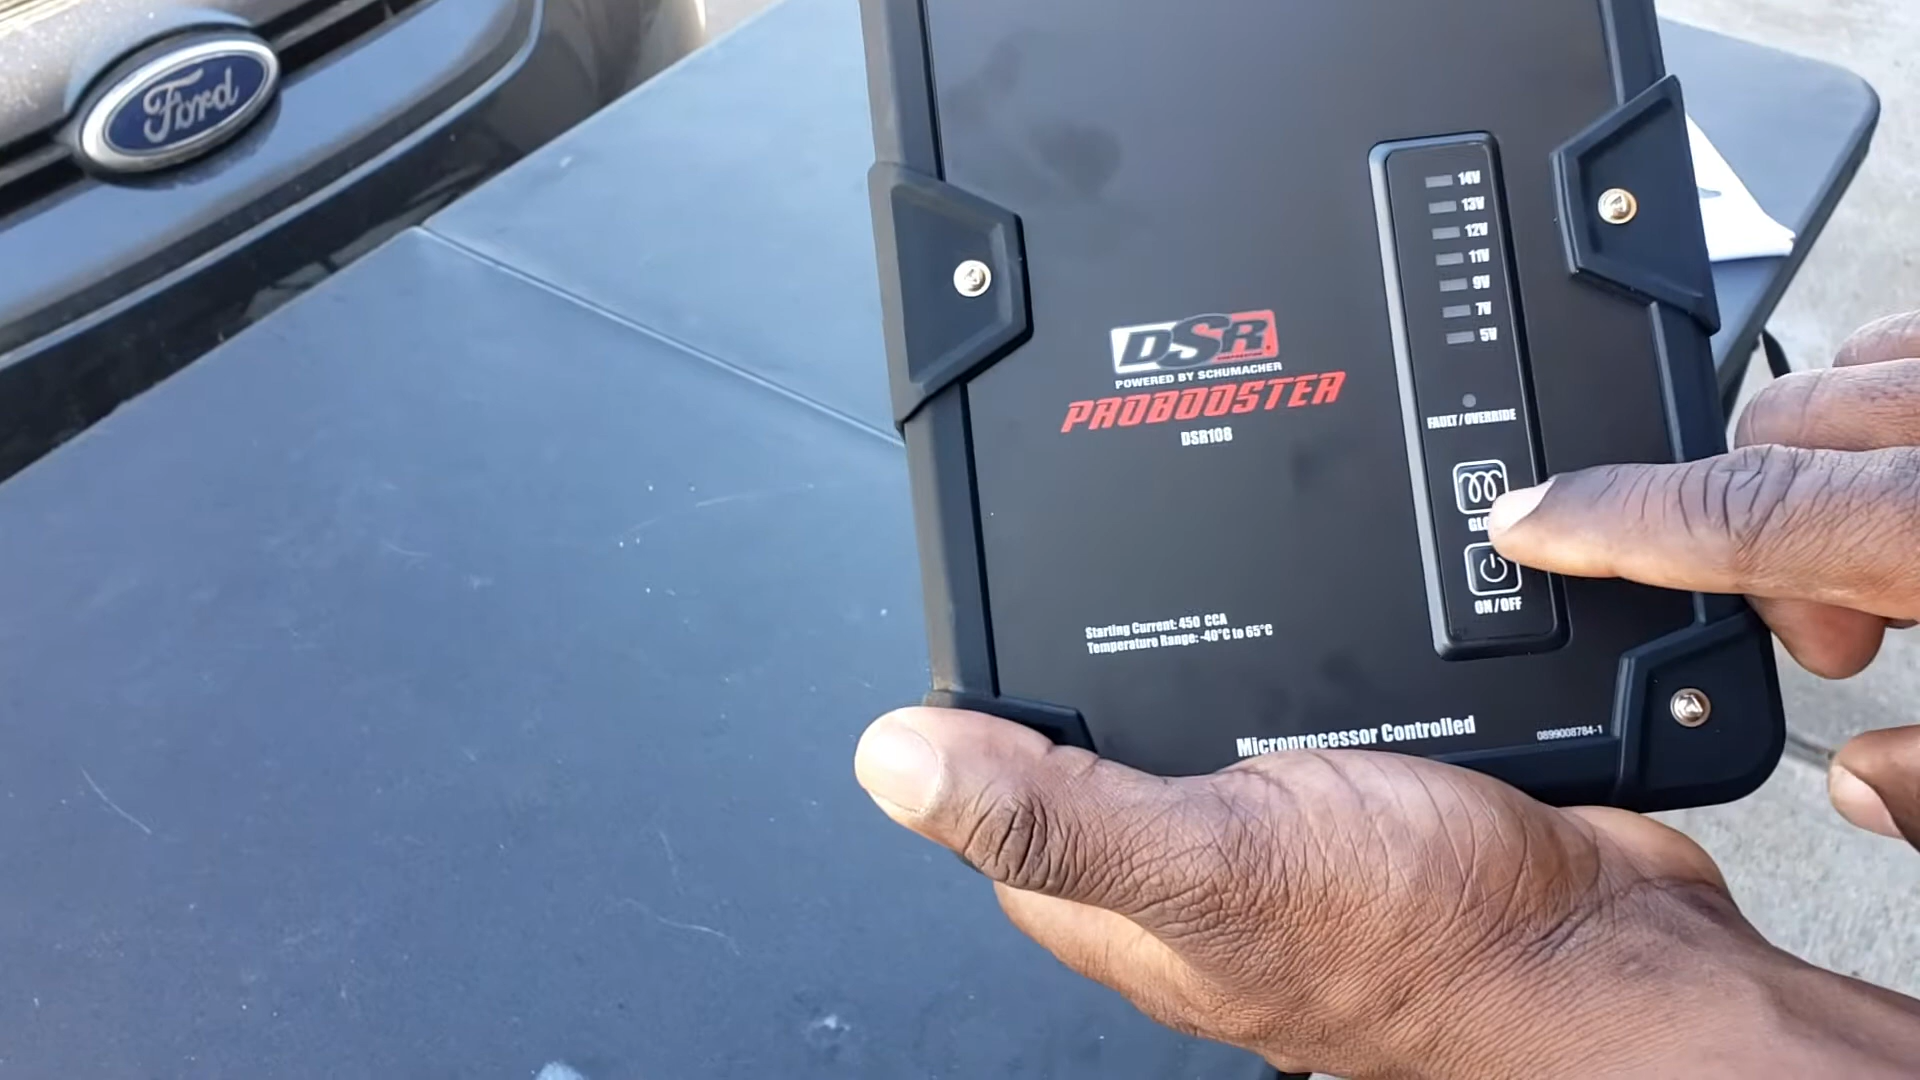 Ford
14V
13V
12V
11V
9V
7V
5V
DSR
POWERED BY SCHUMACHER
PROBOOSTER
DSR108
FAULT / OVERRIDE
ON / OFF
Starting Current: 450 CCA
Temperature Range: -40°C to 65°C
Microprocessor Controlled
0899008784-1